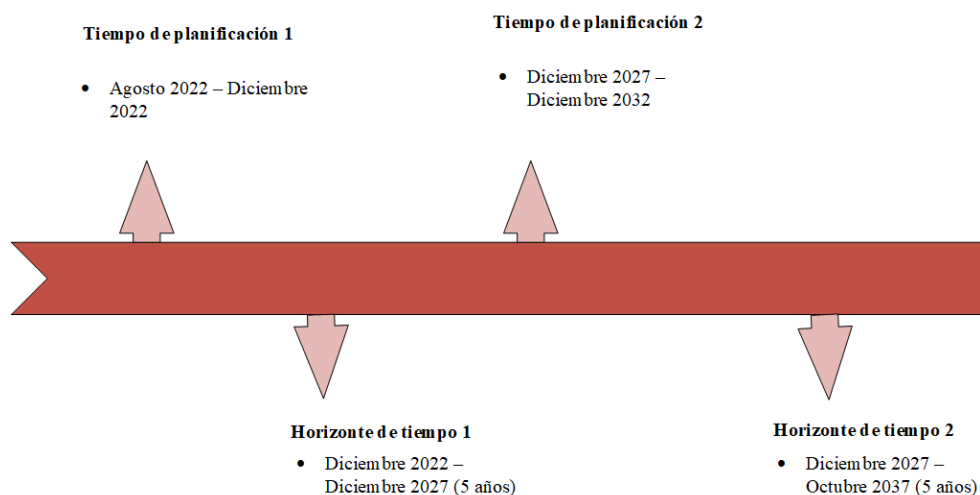 Tiempo de planificación 1
• Agosto 2022 – Diciembre
2022
Tiempo de planificación 2
• Diciembre 2027 –
Diciembre 2032
Horizonte de tiempo 1
• Diciembre 2022 –
Diciembre 2027 (5 años)
Horizonte de tiempo 2
• Diciembre 2027 –
Octubre 2037 (5 años)